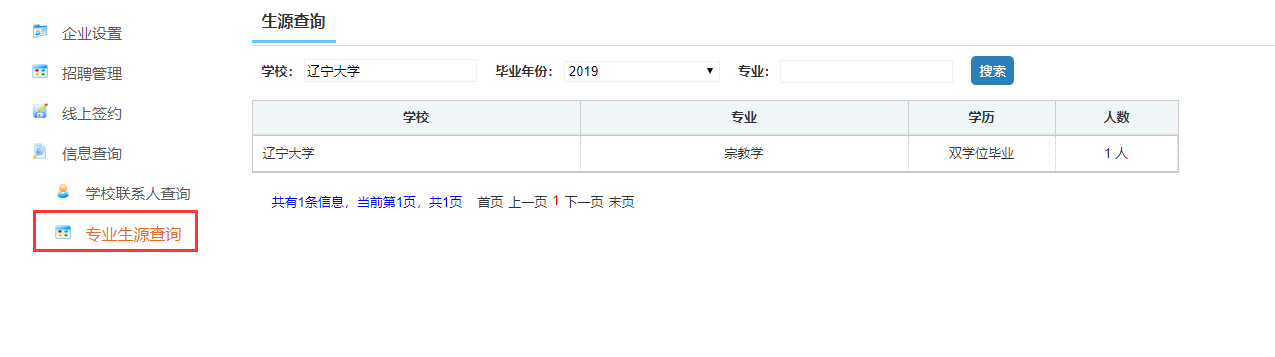 企业设置
招聘管理
线上签约
信息查询
学校联系人查询
专业生源查询
生源查询
学校： 辽宁大学 毕业年份： 2019 专业： 搜索
学校 专业 学历 人数
辽宁大学 宗教学 双学位毕业 1 人
共有1条信息，当前第1页，共1页 首页 上一页 1 下一页 末页